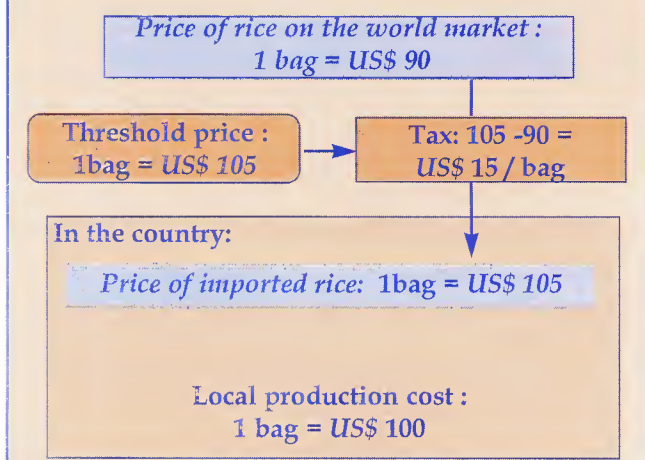 Price of rice on the world market :
1 bag = US$ 90
Threshold price :
1bag = US$ 105
Tax: 105 -90 =
US$ 15 / bag
In the country:
Price of imported rice: 1bag = US$ 105
Local production cost :
1 bag = US$ 100